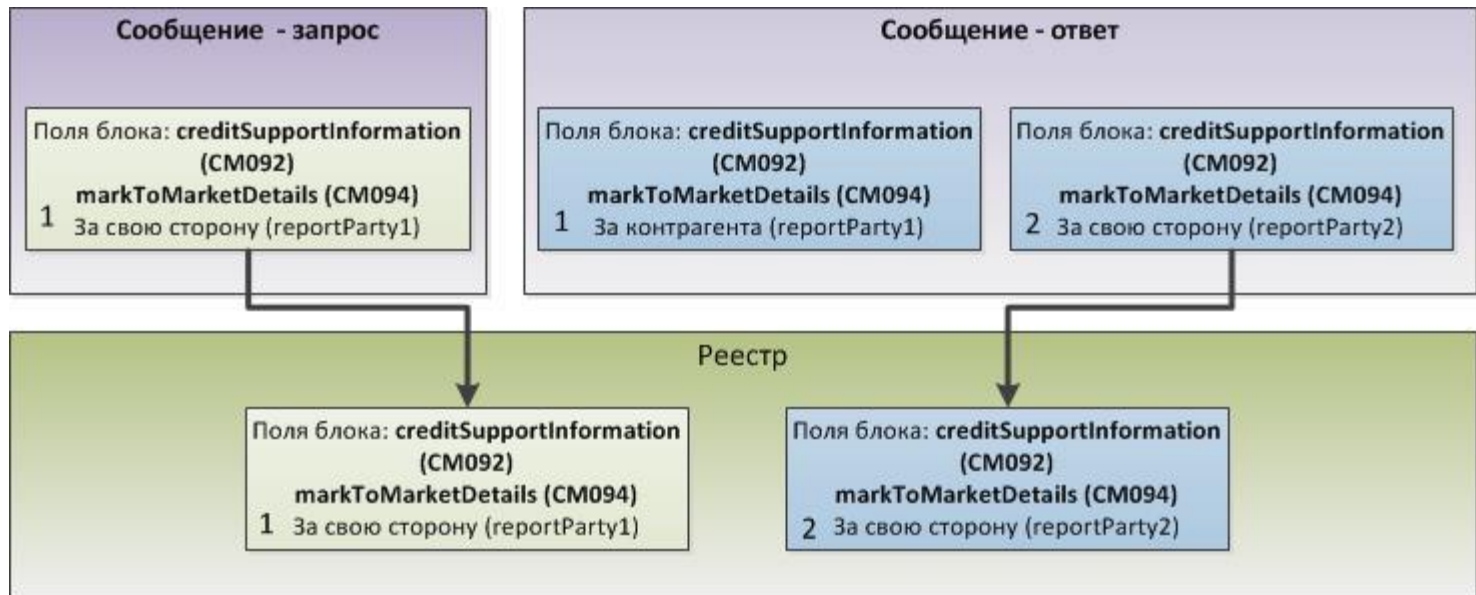 Сообщение - запрос
Поля блока: creditSupportInformation
(CM092)
markToMarketDetails (CM094)
1 За свою сторону (reportParty1)
Сообщение - ответ
Поля блока: creditSupportInformation
(CM092)
markToMarketDetails (CM094)
1 За контрагента (reportParty1)
Поля блока: creditSupportInformation
(CM092)
markToMarketDetails (CM094)
2 За свою сторону (reportParty2)
Реестр
Поля блока: creditSupportInformation
(CM092)
markToMarketDetails (CM094)
1 За свою сторону (reportParty1)
Поля блока: creditSupportInformation
(CM092)
markToMarketDetails (CM094)
2 За свою сторону (reportParty2)